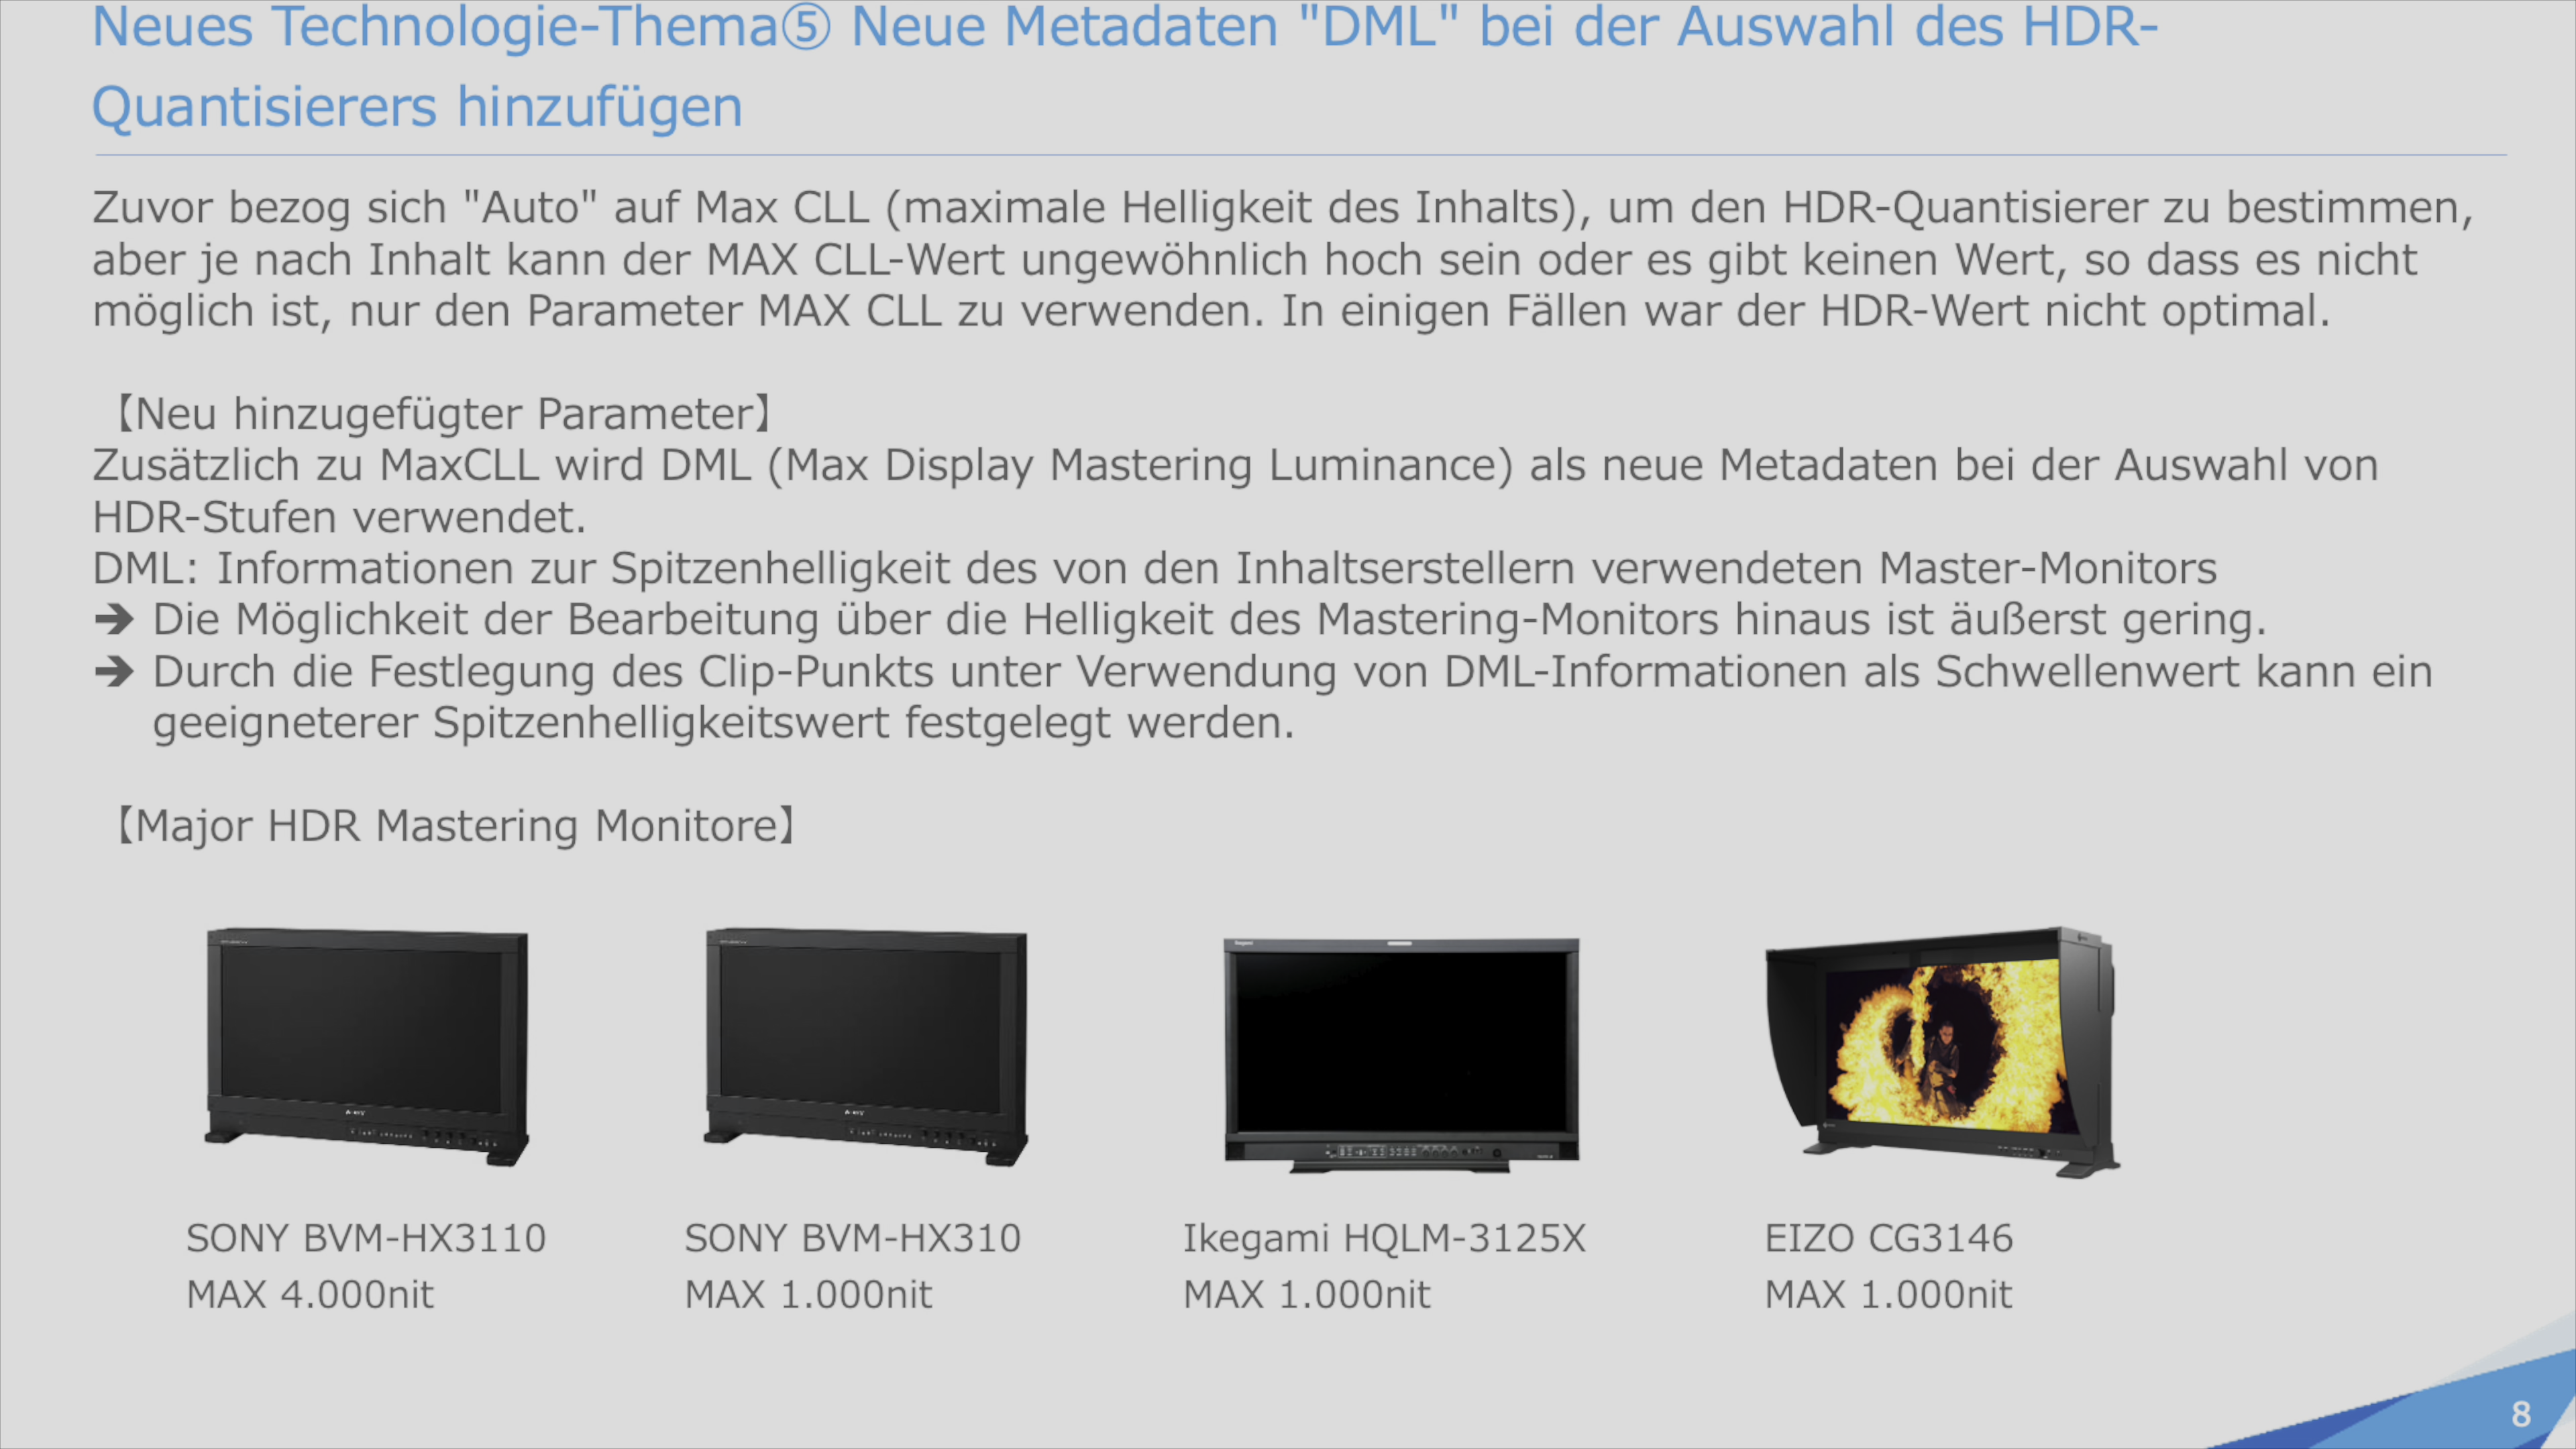 Neues Technologie-Thema⑤ Neue Metadaten "DML" bei der Auswahl des HDR-
Quantisierers hinzufügen
Zuvor bezog sich "Auto" auf Max CLL (maximale Helligkeit des Inhalts), um den HDR-Quantisierer zu bestimmen,
aber je nach Inhalt kann der MAX CLL-Wert ungewöhnlich hoch sein oder es gibt keinen Wert, so dass es nicht
möglich ist, nur den Parameter MAX CLL zu verwenden. In einigen Fällen war der HDR-Wert nicht optimal.
【Neu hinzugefügter Parameter】
Zusätzlich zu MaxCLL wird DML (Max Display Mastering Luminance) als neue Metadaten bei der Auswahl von
HDR-Stufen verwendet.
DML: Informationen zur Spitzenhelligkeit des von den Inhaltserstellern verwendeten Master-Monitors
➔ Die Möglichkeit der Bearbeitung über die Helligkeit des Mastering-Monitors hinaus ist äußerst gering.
➔ Durch die Festlegung des Clip-Punkts unter Verwendung von DML-Informationen als Schwellenwert kann ein
geeigneterer Spitzenhelligkeitswert festgelegt werden.
【Major HDR Mastering Monitore】
SONY BVM-HX3110
MAX 4.000nit
SONY BVM-HX310
MAX 1.000nit
Ikegami HQLM-3125X
MAX 1.000nit
EIZO CG3146
MAX 1.000nit
8